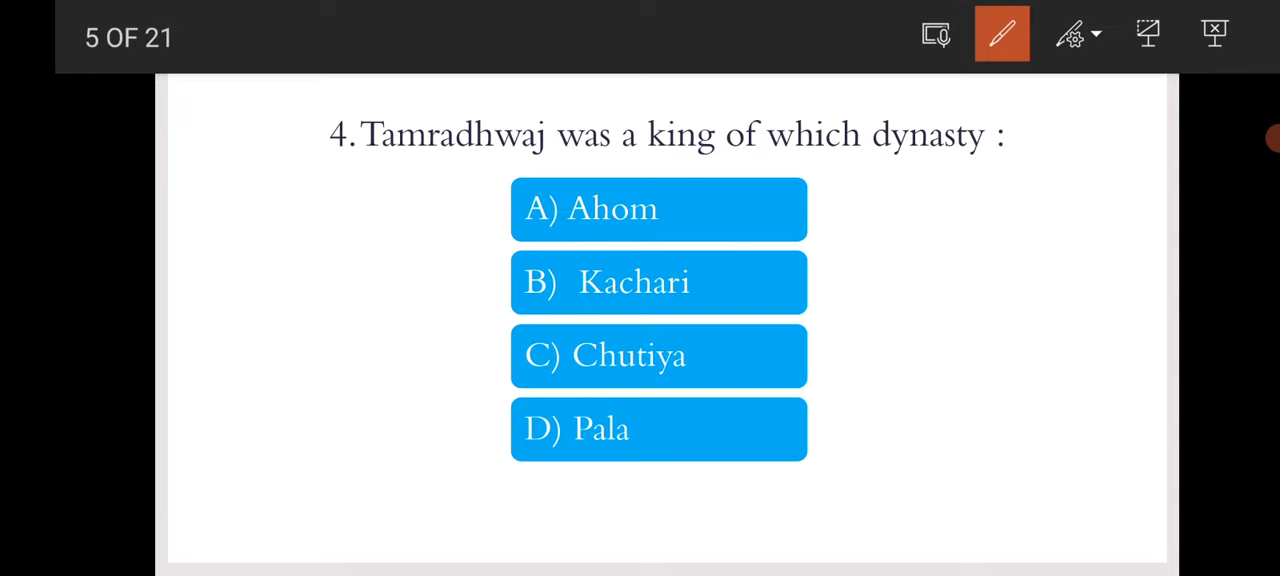 5 OF 21
4. Tamradhwaj was a king of which dynasty :
A) Ahom
B) Kachari
C) Chutiya
D) Pala